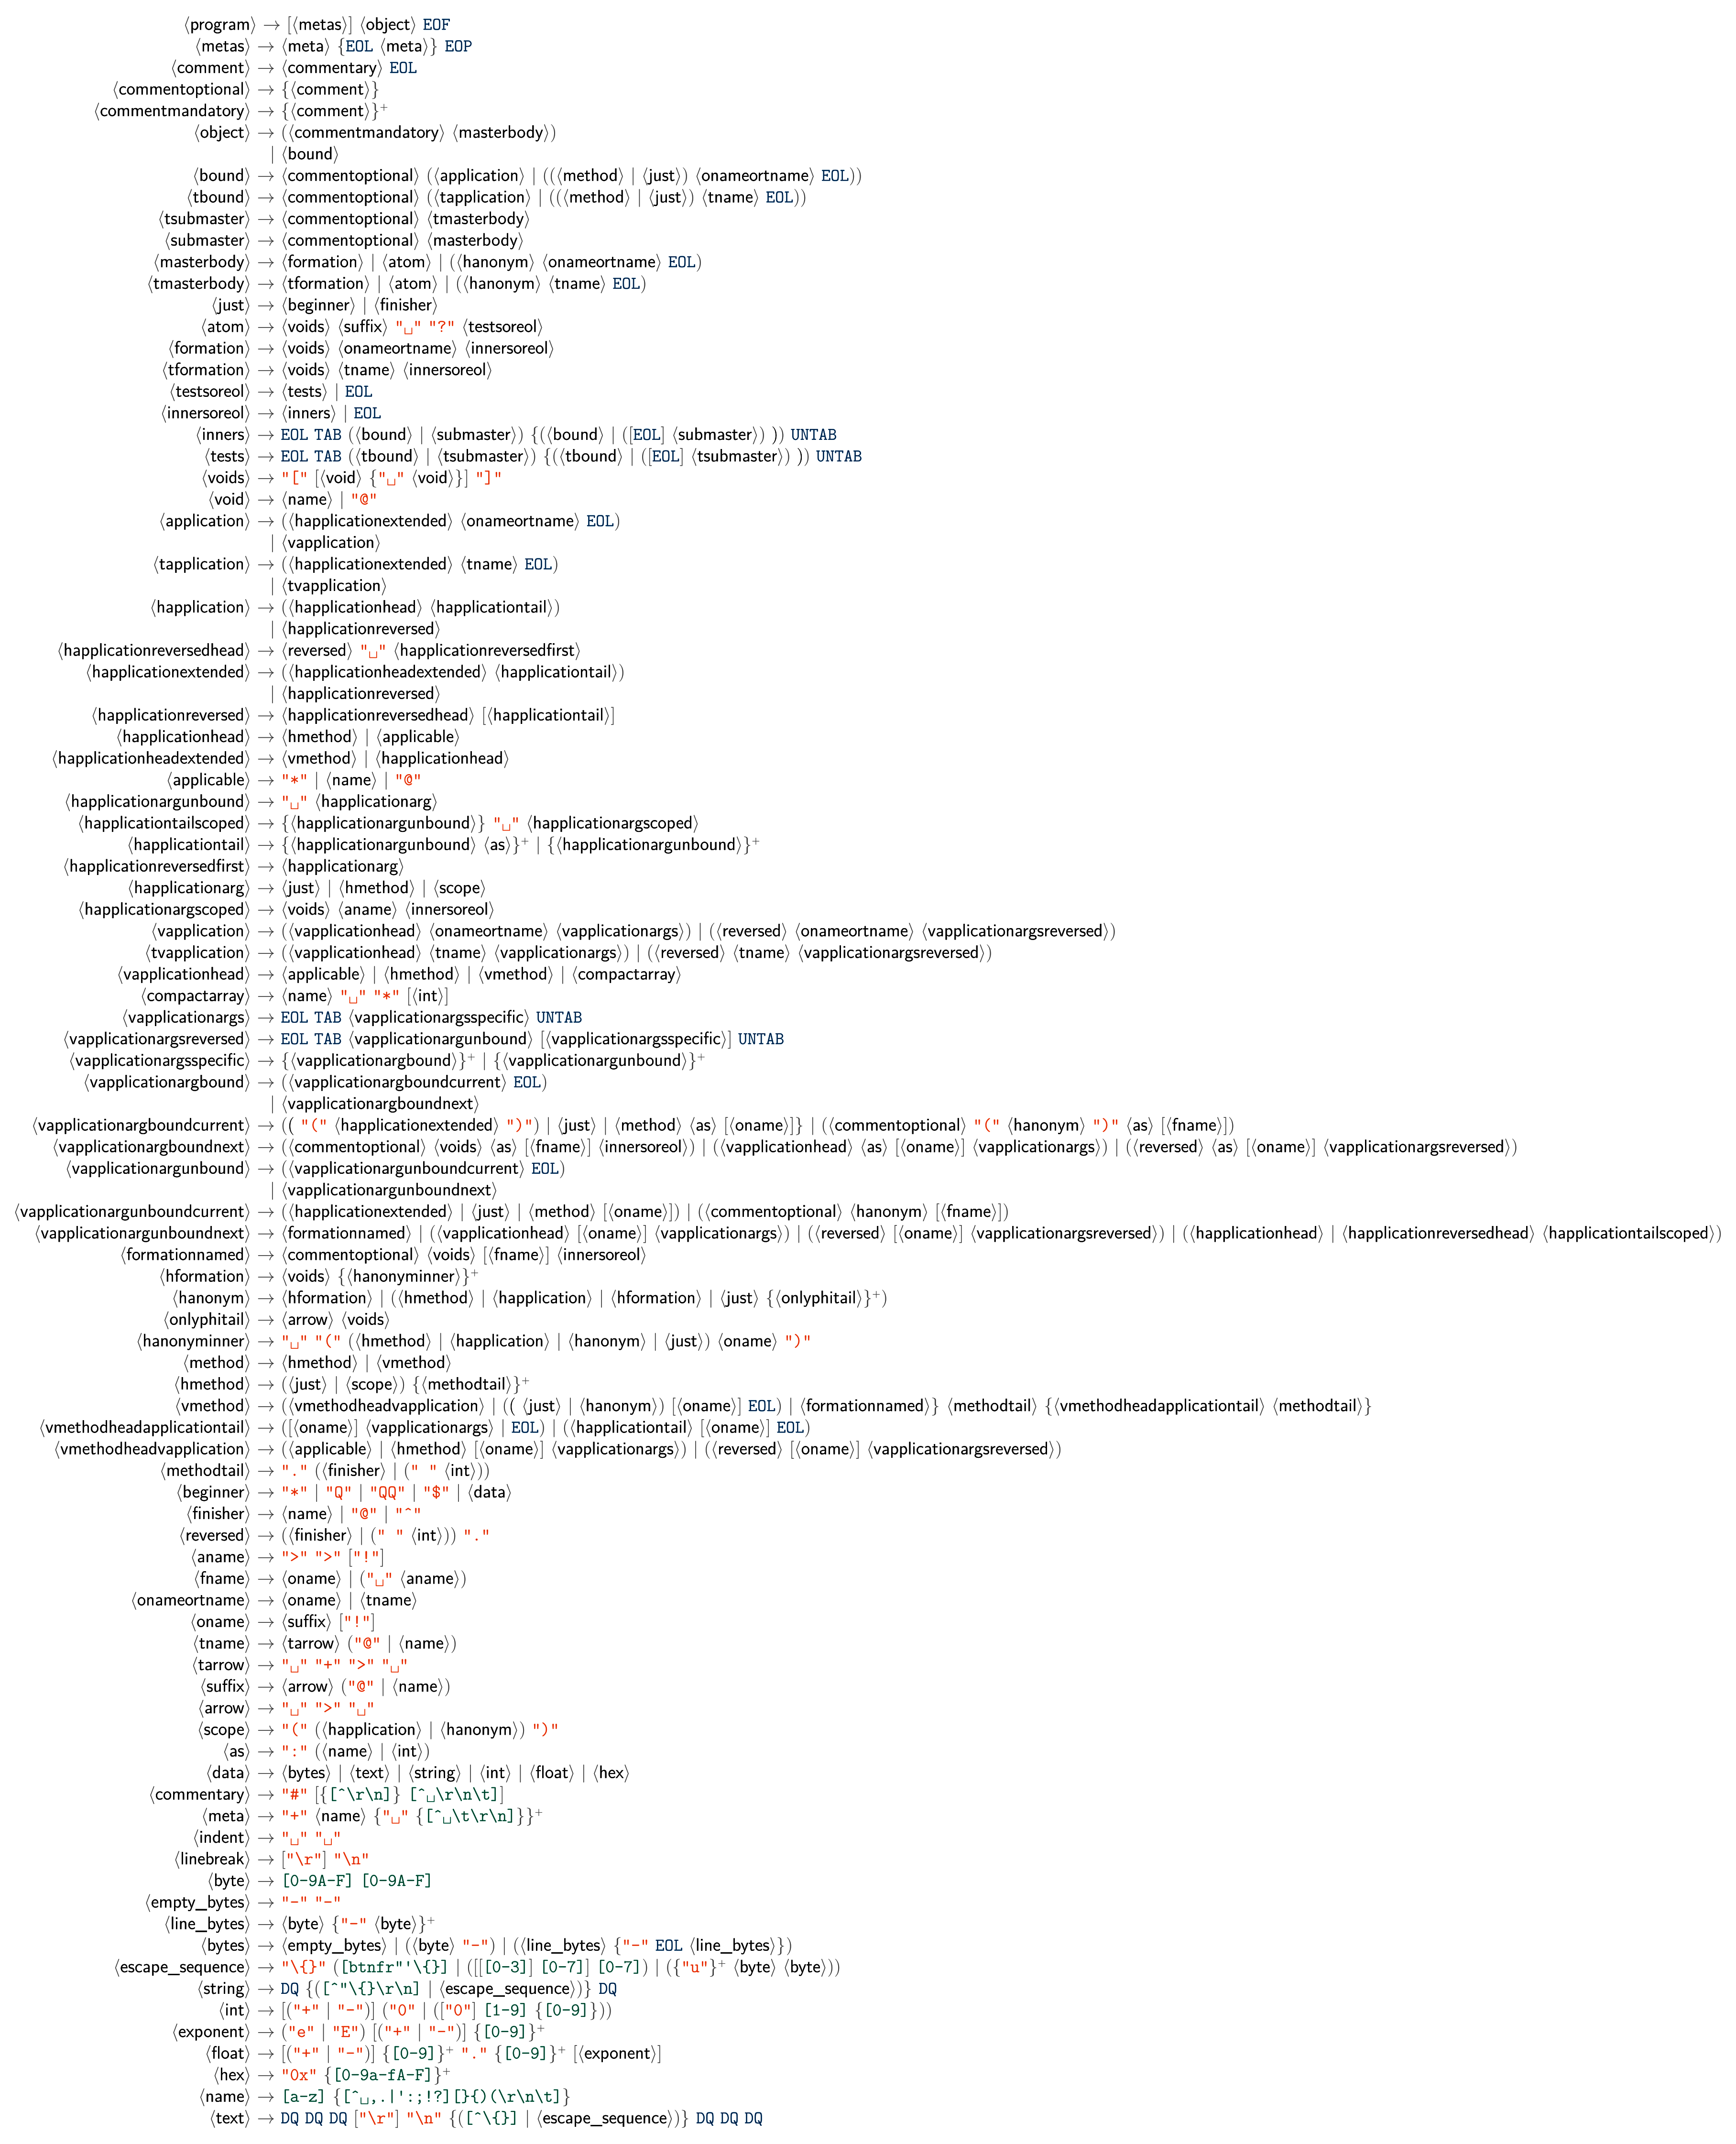 ⟨program⟩ → [⟨metas⟩] ⟨object⟩ EOF
⟨metas⟩ → ⟨meta⟩ {EOL ⟨meta⟩} EOP
⟨comment⟩ → ⟨commentary⟩ EOL
⟨commentoptional⟩ → {⟨comment⟩}
⟨commentmandatory⟩ → {⟨comment⟩}⁺
⟨object⟩ → (⟨commentmandatory⟩ ⟨masterbody⟩)
| ⟨bound⟩
⟨bound⟩ → ⟨commentoptional⟩ (⟨application⟩ | ((⟨method⟩ | ⟨just⟩) ⟨onameortname⟩ EOL))
⟨tbound⟩ → ⟨commentoptional⟩ (⟨tapplication⟩ | ((⟨method⟩ | ⟨just⟩) ⟨tname⟩ EOL))
⟨tsubmaster⟩ → ⟨commentoptional⟩ ⟨tmasterbody⟩
⟨submaster⟩ → ⟨commentoptional⟩ ⟨masterbody⟩
⟨masterbody⟩ → ⟨formation⟩ | ⟨atom⟩ | (⟨hanonym⟩ ⟨onameortname⟩ EOL)
⟨tmasterbody⟩ → ⟨tformation⟩ | ⟨atom⟩ | (⟨hanonym⟩ ⟨tname⟩ EOL)
⟨just⟩ → ⟨beginner⟩ | ⟨finisher⟩
⟨atom⟩ → ⟨voids⟩ ⟨suffix⟩ "␣" "?" ⟨testsoreol⟩
⟨formation⟩ → ⟨voids⟩ ⟨onameortname⟩ ⟨innersoreol⟩
⟨tformation⟩ → ⟨voids⟩ ⟨tname⟩ ⟨innersoreol⟩
⟨testsoreol⟩ → ⟨tests⟩ | EOL
⟨innersoreol⟩ → ⟨inners⟩ | EOL
⟨inners⟩ → EOL TAB (⟨bound⟩ | ⟨submaster⟩) {(⟨bound⟩ | ([EOL] ⟨submaster⟩) )} UNTAB
⟨tests⟩ → EOL TAB (⟨tbound⟩ | ⟨tsubmaster⟩) {(⟨tbound⟩ | ([EOL] ⟨tsubmaster⟩) )} UNTAB
⟨voids⟩ → "[" [⟨void⟩ {"␣" ⟨void⟩}] "]"
⟨void⟩ → ⟨name⟩ | "@"
⟨application⟩ → (⟨happlicationextended⟩ ⟨onameortname⟩ EOL)
| ⟨vapplication⟩
⟨tapplication⟩ → (⟨happlicationextended⟩ ⟨tname⟩ EOL)
| ⟨tvapplication⟩
⟨happlication⟩ → (⟨happlicationhead⟩ ⟨happlicationtail⟩)
| ⟨happlicationreversed⟩
⟨happlicationreversedhead⟩ → ⟨reversed⟩ "␣" ⟨happlicationreversedfirst⟩
⟨happlicationextended⟩ → (⟨happlicationheadextended⟩ ⟨happlicationtail⟩)
| ⟨happlicationreversed⟩
⟨happlicationreversed⟩ → ⟨happlicationreversedhead⟩ [⟨happlicationtail⟩]
⟨happlicationhead⟩ → ⟨hmethod⟩ | ⟨applicable⟩
⟨happlicationheadextended⟩ → ⟨vmethod⟩ | ⟨happlicationhead⟩
⟨applicable⟩ → "*" | ⟨name⟩ | "@"
⟨happlicationargunbound⟩ → "␣" ⟨happlicationarg⟩
⟨happlicationtailscoped⟩ → {⟨happlicationargunbound⟩} "␣" ⟨happlicationargscoped⟩
⟨happlicationtail⟩ → {⟨happlicationargunbound⟩ ⟨as⟩}⁺ | {⟨happlicationargunbound⟩}⁺
⟨happlicationreversedfirst⟩ → ⟨happlicationarg⟩
⟨happlicationarg⟩ → ⟨just⟩ | ⟨hmethod⟩ | ⟨scope⟩
⟨happlicationargscoped⟩ → ⟨voids⟩ ⟨aname⟩ ⟨innersoreol⟩
⟨vapplication⟩ → (⟨vapplicationhead⟩ ⟨onameortname⟩ ⟨vapplicationargs⟩) | (⟨reversed⟩ ⟨onameortname⟩ ⟨vapplicationargsreversed⟩)
⟨tvapplication⟩ → (⟨vapplicationhead⟩ ⟨tname⟩ ⟨vapplicationargs⟩) | (⟨reversed⟩ ⟨tname⟩ ⟨vapplicationargsreversed⟩)
⟨vapplicationhead⟩ → ⟨applicable⟩ | ⟨hmethod⟩ | ⟨vmethod⟩ | ⟨compactarray⟩
⟨compactarray⟩ → ⟨name⟩ "␣" "*" [⟨int⟩]
⟨vapplicationargs⟩ → EOL TAB ⟨vapplicationargsspecific⟩ UNTAB
⟨vapplicationargsreversed⟩ → EOL TAB ⟨vapplicationargunbound⟩ [⟨vapplicationargsspecific⟩] UNTAB
⟨vapplicationargsspecific⟩ → {⟨vapplicationargbound⟩}⁺ | {⟨vapplicationargunbound⟩}⁺
⟨vapplicationargbound⟩ → (⟨vapplicationargboundcurrent⟩ EOL)
| ⟨vapplicationargboundnext⟩
⟨vapplicationargboundcurrent⟩ → (( "(" ⟨happlicationextended⟩ ")") | ⟨just⟩ | ⟨method⟩ ⟨as⟩ [⟨oname⟩]} | (⟨commentoptional⟩ "(" ⟨hanonym⟩ ")" ⟨as⟩ [⟨fname⟩])
⟨vapplicationargboundnext⟩ → (⟨commentoptional⟩ ⟨voids⟩ ⟨as⟩ [⟨fname⟩] ⟨innersoreol⟩) | (⟨vapplicationhead⟩ ⟨as⟩ [⟨oname⟩] ⟨vapplicationargs⟩) | (⟨reversed⟩ ⟨as⟩ [⟨oname⟩] ⟨vapplicationargsreversed⟩)
⟨vapplicationargunbound⟩ → (⟨vapplicationargunboundcurrent⟩ EOL)
| ⟨vapplicationargunboundnext⟩
⟨vapplicationargunboundcurrent⟩ → (⟨happlicationextended⟩ | ⟨just⟩ | ⟨method⟩ [⟨oname⟩]) | (⟨commentoptional⟩ ⟨hanonym⟩ [⟨fname⟩])
⟨vapplicationargunboundnext⟩ → ⟨formationnamed⟩ | (⟨vapplicationhead⟩ [⟨oname⟩] ⟨vapplicationargs⟩) | (⟨reversed⟩ [⟨oname⟩] ⟨vapplicationargsreversed⟩) | (⟨happlicationhead⟩ | ⟨happlicationreversedhead⟩ ⟨happlicationtailscoped⟩)
⟨formationnamed⟩ → ⟨commentoptional⟩ ⟨voids⟩ [⟨fname⟩] ⟨innersoreol⟩
⟨hformation⟩ → ⟨voids⟩ {⟨hanonyminner⟩}⁺
⟨hanonym⟩ → ⟨hformation⟩ | (⟨hmethod⟩ | ⟨happlication⟩ | ⟨hformation⟩ | ⟨just⟩ {⟨onlyphitail⟩}⁺)
⟨onlyphitail⟩ → ⟨arrow⟩ ⟨voids⟩
⟨hanonyminner⟩ → "␣" "(" (⟨hmethod⟩ | ⟨happlication⟩ | ⟨hanonym⟩ | ⟨just⟩) ⟨oname⟩ ")"
⟨method⟩ → ⟨hmethod⟩ | ⟨vmethod⟩
⟨hmethod⟩ → (⟨just⟩ | ⟨scope⟩) {⟨methodtail⟩}⁺
⟨vmethod⟩ → (⟨vmethodheadvapplication⟩ | (( ⟨just⟩ | ⟨hanonym⟩) [⟨oname⟩] EOL) | ⟨formationnamed⟩} ⟨methodtail⟩ {⟨vmethodheadapplicationtail⟩ ⟨methodtail⟩}
⟨vmethodheadapplicationtail⟩ → ([⟨oname⟩] ⟨vapplicationargs⟩ | EOL) | (⟨happlicationtail⟩ [⟨oname⟩] EOL)
⟨vmethodheadvapplication⟩ → (⟨applicable⟩ | ⟨hmethod⟩ [⟨oname⟩] ⟨vapplicationargs⟩) | (⟨reversed⟩ [⟨oname⟩] ⟨vapplicationargsreversed⟩)
⟨methodtail⟩ → "." (⟨finisher⟩ | (" " ⟨int⟩))
⟨beginner⟩ → "*" | "Q" | "QQ" | "$" | ⟨data⟩
⟨finisher⟩ → ⟨name⟩ | "@" | "^"
⟨reversed⟩ → (⟨finisher⟩ | (" " ⟨int⟩)) "."
⟨aname⟩ → ">" ">" ["!"]
⟨fname⟩ → ⟨oname⟩ | ("␣" ⟨aname⟩)
⟨onameortname⟩ → ⟨oname⟩ | ⟨tname⟩
⟨oname⟩ → ⟨suffix⟩ ["!"]
⟨tname⟩ → ⟨tarrow⟩ ("@" | ⟨name⟩)
⟨tarrow⟩ → "␣" "+" ">" "␣"
⟨suffix⟩ → ⟨arrow⟩ ("@" | ⟨name⟩)
⟨arrow⟩ → "␣" ">" "␣"
⟨scope⟩ → "(" (⟨happlication⟩ | ⟨hanonym⟩) ")"
⟨as⟩ → ":" (⟨name⟩ | ⟨int⟩)
⟨data⟩ → ⟨bytes⟩ | ⟨text⟩ | ⟨string⟩ | ⟨int⟩ | ⟨float⟩ | ⟨hex⟩
⟨commentary⟩ → "#" [{[^\r\n]} [^␣\r\n\t]]
⟨meta⟩ → "+" ⟨name⟩ {"␣" {[^␣\t\r\n]}}⁺
⟨indent⟩ → "␣" "␣"
⟨linebreak⟩ → ["\r"] "\n"
⟨byte⟩ → [0-9A-F] [0-9A-F]
⟨empty_bytes⟩ → "-" "-"
⟨line_bytes⟩ → ⟨byte⟩ {"-" ⟨byte⟩}⁺
⟨bytes⟩ → ⟨empty_bytes⟩ | (⟨byte⟩ "-") | (⟨line_bytes⟩ {"-" EOL ⟨line_bytes⟩})
⟨escape_sequence⟩ → "\{}" ([btnfr"'\{}] | ([[[0-3]] [0-7]] [0-7]) | ({"u"}⁺ ⟨byte⟩ ⟨byte⟩))
⟨string⟩ → DQ {([^"\{}\r\n] | ⟨escape_sequence⟩)} DQ
⟨int⟩ → [("+" | "-")] ("0" | (["0"] [1-9] {[0-9]}))
⟨exponent⟩ → ("e" | "E") [("+" | "-")] {[0-9]}⁺
⟨float⟩ → [("+" | "-")] {[0-9]}⁺ "." {[0-9]}⁺ [⟨exponent⟩]
⟨hex⟩ → "0x" {[0-9a-fA-F]}⁺
⟨name⟩ → [a-z] {[^␣,.|':;!?][}{)(\r\n\t]}
⟨text⟩ → DQ DQ DQ ["\r"] "\n" {([^\{}] | ⟨escape_sequence⟩)} DQ DQ DQ